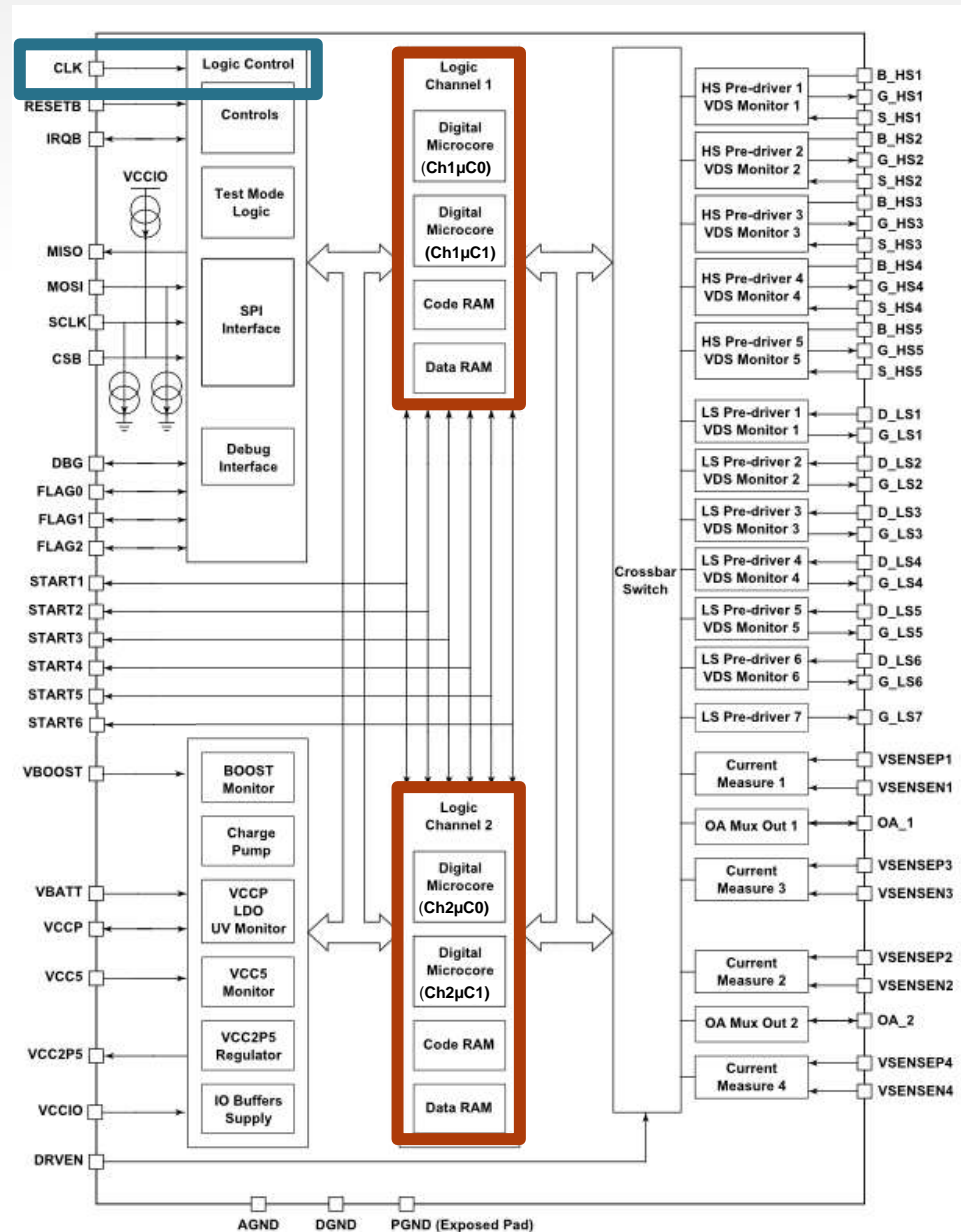 CLK
RESETB
IRQB
VCCIO
MISO
MOSI
SCLK
CSB
DBG
FLAG0
FLAG1
FLAG2
START1
START2
START3
START4
START5
START6
VBOOST
VBATT
VCCP
VCC5
VCC2P5
VCCIO
DRVEN
Logic Control
Controls
Test Mode
Logic
SPI
Interface
Debug
Interface
BOOST
Monitor
Charge
Pump
VCCP
LDO
UV Monitor
VCC5
Monitor
VCC2P5
Regulator
IO Buffers
Supply
Logic
Channel 1
Digital
Microcore
(Ch1µC0)
Digital
Microcore
(Ch1µC1)
Code RAM
Data RAM
Logic
Channel 2
Digital
Microcore
(Ch2µC0)
Digital
Microcore
(Ch2µC1)
Code RAM
Data RAM
Crossbar
Switch
HS Pre-driver 1
VDS Monitor 1
HS Pre-driver 2
VDS Monitor 2
HS Pre-driver 3
VDS Monitor 3
HS Pre-driver 4
VDS Monitor 4
HS Pre-driver 5
VDS Monitor 5
LS Pre-driver 1
VDS Monitor 1
LS Pre-driver 2
VDS Monitor 2
LS Pre-driver 3
VDS Monitor 3
LS Pre-driver 4
VDS Monitor 4
LS Pre-driver 5
VDS Monitor 5
LS Pre-driver 6
VDS Monitor 6
LS Pre-driver 7
Current
Measure 1
OA Mux Out 1
Current
Measure 3
Current
Measure 2
OA Mux Out 2
Current
Measure 4
B_HS1
G_HS1
S_HS1
B_HS2
G_HS2
S_HS2
B_HS3
G_HS3
S_HS3
B_HS4
G_HS4
S_HS4
B_HS5
G_HS5
S_HS5
D_LS1
G_LS1
D_LS2
G_LS2
D_LS3
G_LS3
D_LS4
G_LS4
D_LS5
G_LS5
D_LS6
G_LS6
G_LS7
VSENSEP1
VSENSEN1
OA_1
VSENSEP3
VSENSEN3
VSENSEP2
VSENSEN2
OA_2
VSENSEP4
VSENSEN4
AGND
DGND
PGND (Exposed Pad)